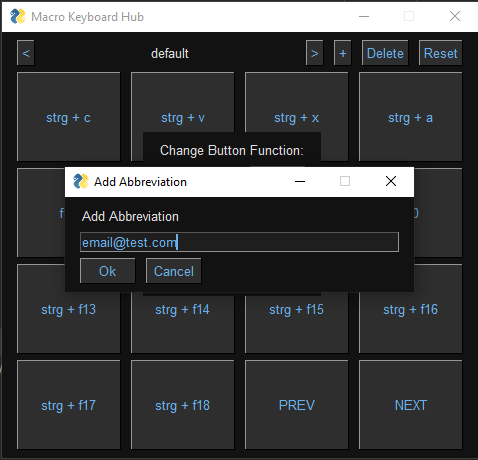 Macro Keyboard Hub
< default > + Delete Reset
strg + c strg + v strg + x strg + a
Change Button Function:
Add Abbreviation
Add Abbreviation
email@test.com
Ok Cancel
strg + f13 strg + f14 strg + f15 strg + f16
strg + f17 strg + f18 PREV NEXT